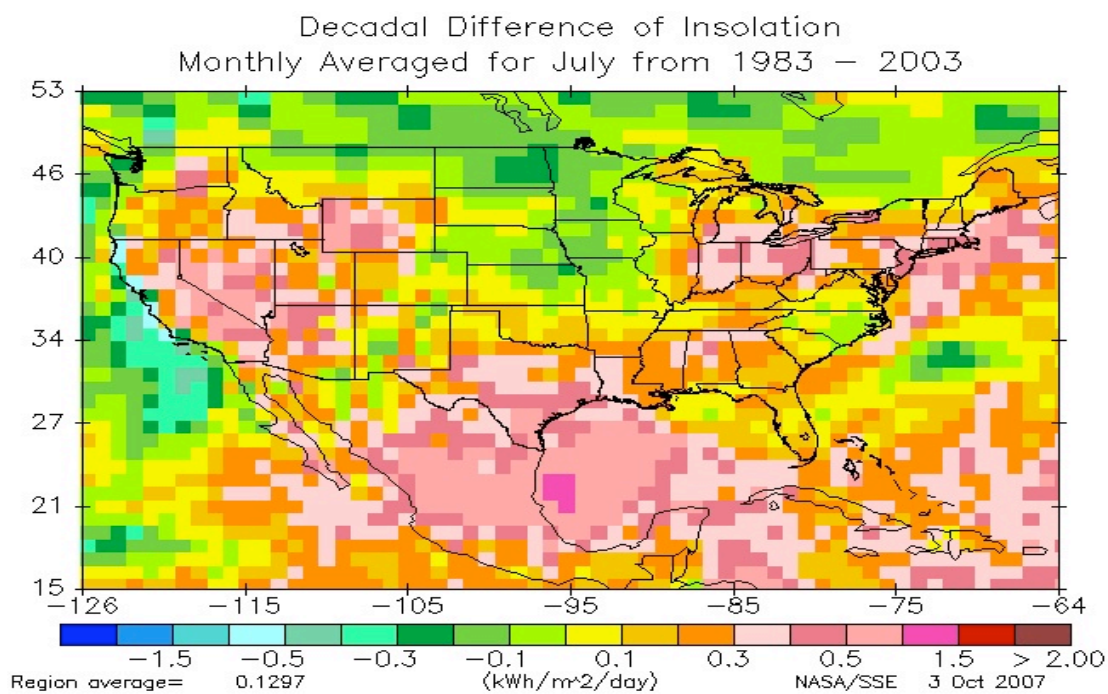 Decadal Difference of Insolation
Monthly Averaged for July from 1983 – 2003
53
46
40
34
27
21
15
−126 −115 −105 −95 −85 −75 −64
−1.5 −0.5 −0.3 −0.1 0.1 0.3 0.5 1.5 > 2.00
Region average= 0.1297 (kWh/m^2/day) NASA/SSE 3 Oct 2007